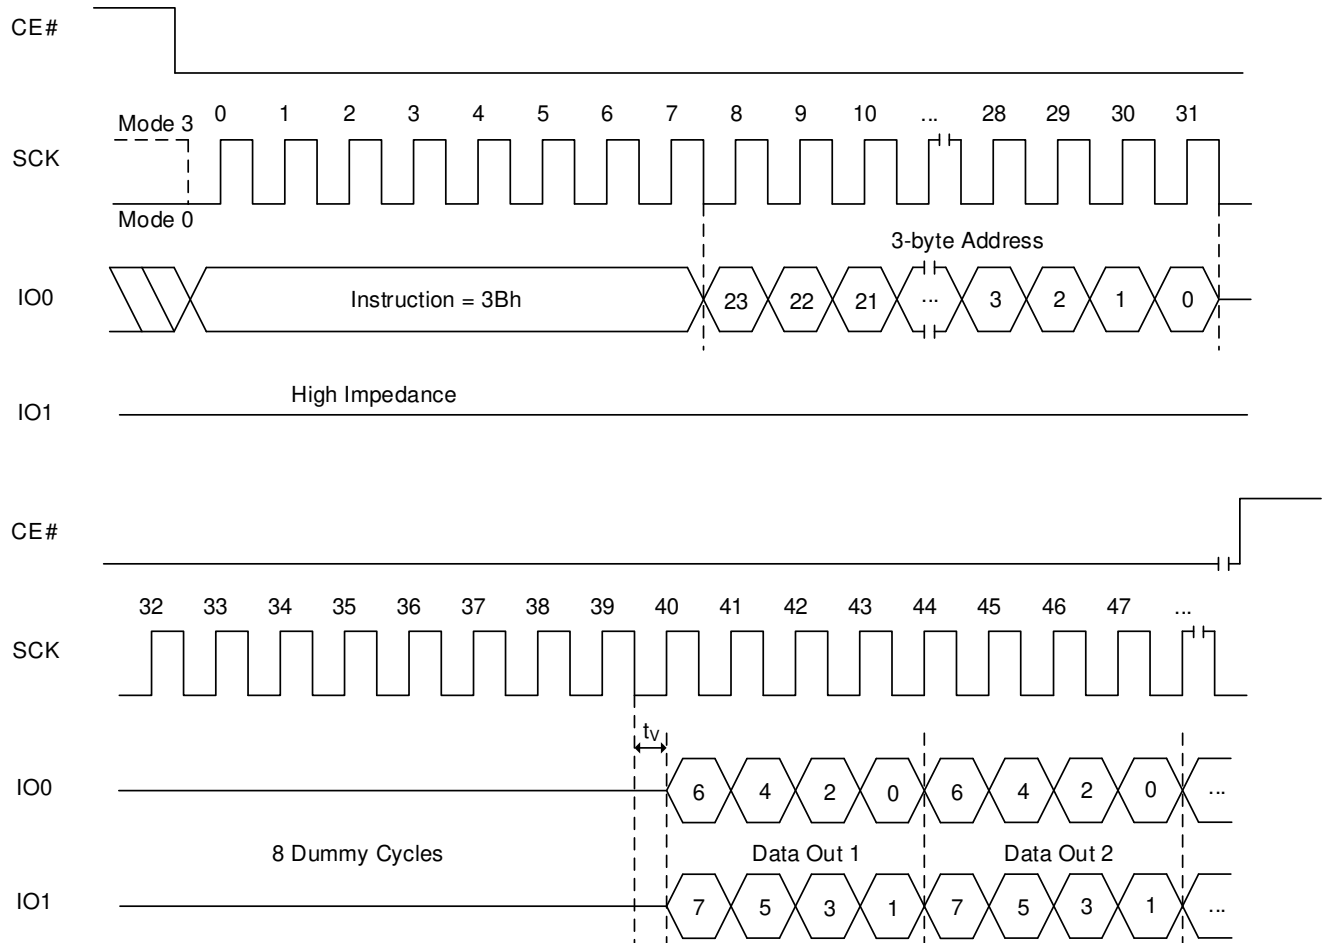 CE#
Mode 3 0 1 2 3 4 5 6 7 8 9 10 ... 28 29 30 31
SCK
Mode 0
3-byte Address
IO0 Instruction = 3Bh 23 22 21 ... 3 2 1 0
High Impedance
IO1
CE#
32 33 34 35 36 37 38 39 40 41 42 43 44 45 46 47 ...
SCK
tV
IO0 6 4 2 0 6 4 2 0 ...
8 Dummy Cycles Data Out 1 Data Out 2
IO1 7 5 3 1 7 5 3 1 ...